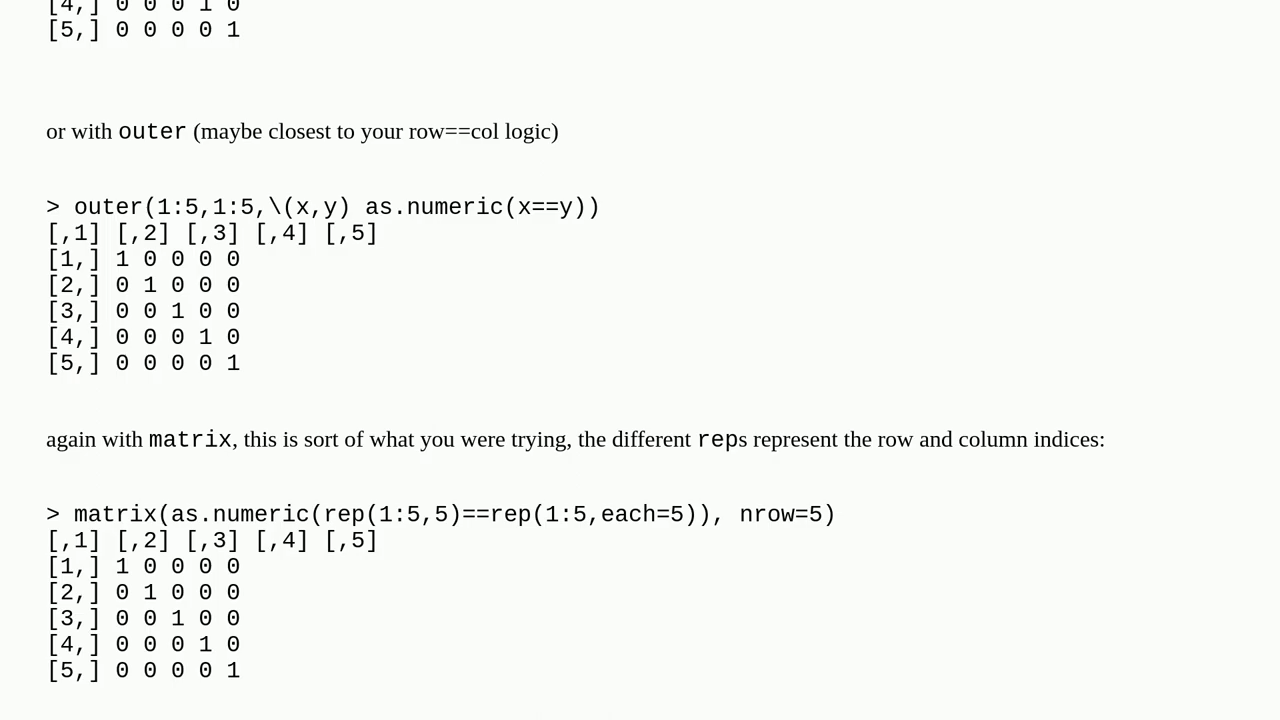 [4,] 0 0 0 1 0
[5,] 0 0 0 0 1
or with outer (maybe closest to your row==col logic)
> outer(1:5,1:5,\(x,y) as.numeric(x==y))
[,1] [,2] [,3] [,4] [,5]
[1,] 1 0 0 0 0
[2,] 0 1 0 0 0
[3,] 0 0 1 0 0
[4,] 0 0 0 1 0
[5,] 0 0 0 0 1
again with matrix, this is sort of what you were trying, the different reps represent the row and column indices:
> matrix(as.numeric(rep(1:5,5)==rep(1:5,each=5)), nrow=5)
[,1] [,2] [,3] [,4] [,5]
[1,] 1 0 0 0 0
[2,] 0 1 0 0 0
[3,] 0 0 1 0 0
[4,] 0 0 0 1 0
[5,] 0 0 0 0 1